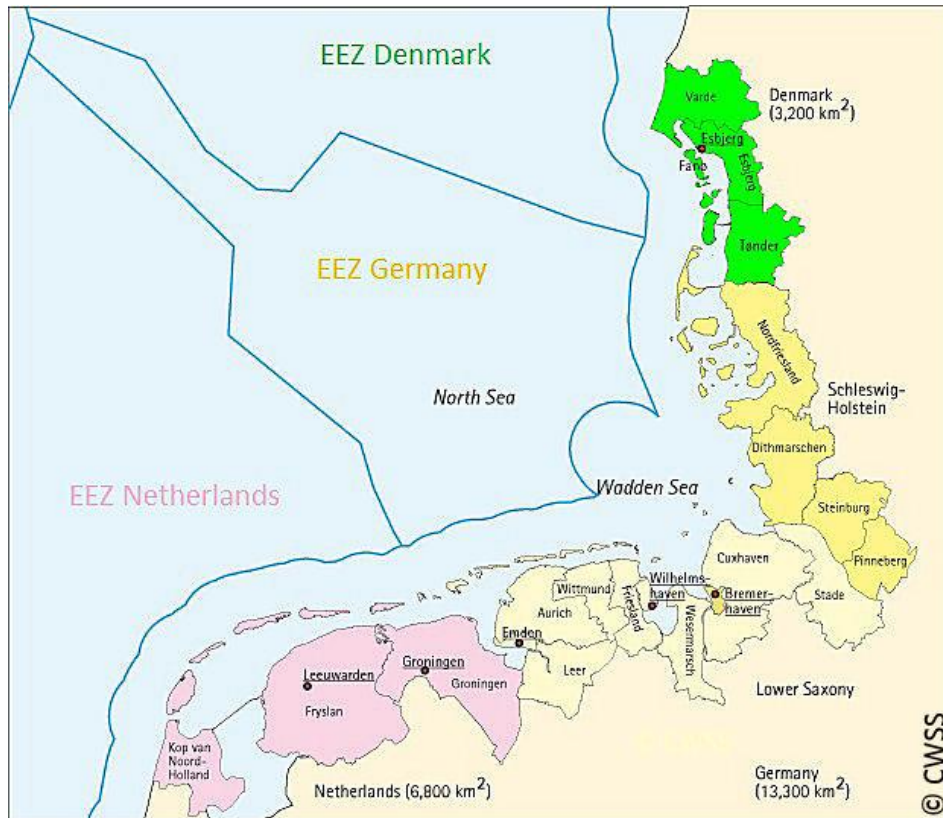 EEZ Denmark
Varde
Denmark
(3,200 km²)
Esbjerg
Fanø
Esbjerg
Tønder
EEZ Germany
Nordfriesland
North Sea
Schleswig-
Holstein
Dithmarschen
EEZ Netherlands
Wadden Sea
Steinburg
Pinneberg
Cuxhaven
Wilhelms-
haven
Wittmund
Friesland
Bremer-
haven
Stade
Aurich
Wesermarsch
Emden
Leer
Groningen
Leeuwarden
Groningen
Fryslan
Lower Saxony
Kop van
Noord-
Holland
Netherlands (6,800 km²)
Germany
(13,300 km²)
© CWSS